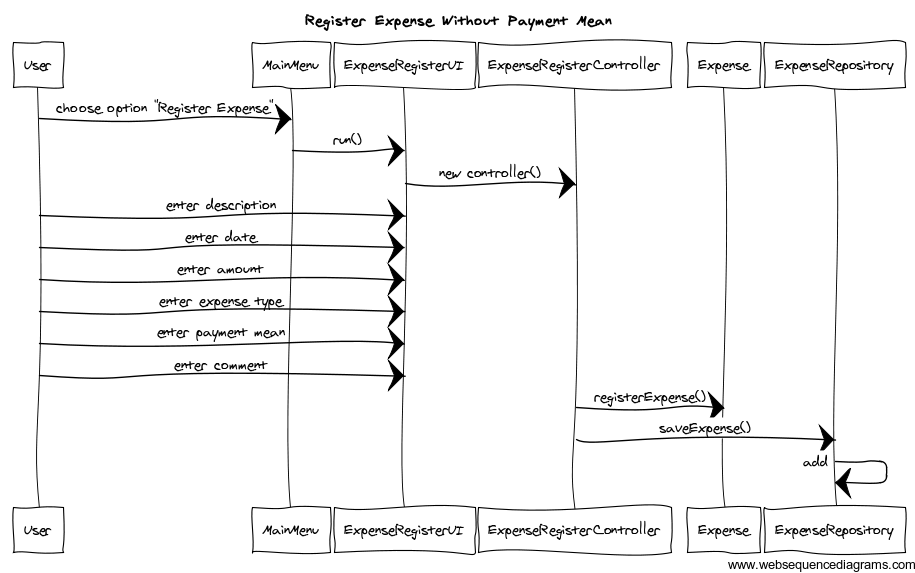 Register Expense Without Payment Mean
User MainMenu ExpenseRegisterUI ExpenseRegisterController Expense ExpenseRepository
choose option "Register Expense"
run()
new controller()
enter description
enter date
enter amount
enter expense type
enter payment mean
enter comment
registerExpense()
saveExpense()
add
User MainMenu ExpenseRegisterUI ExpenseRegisterController Expense ExpenseRepository
www.websequencediagrams.com